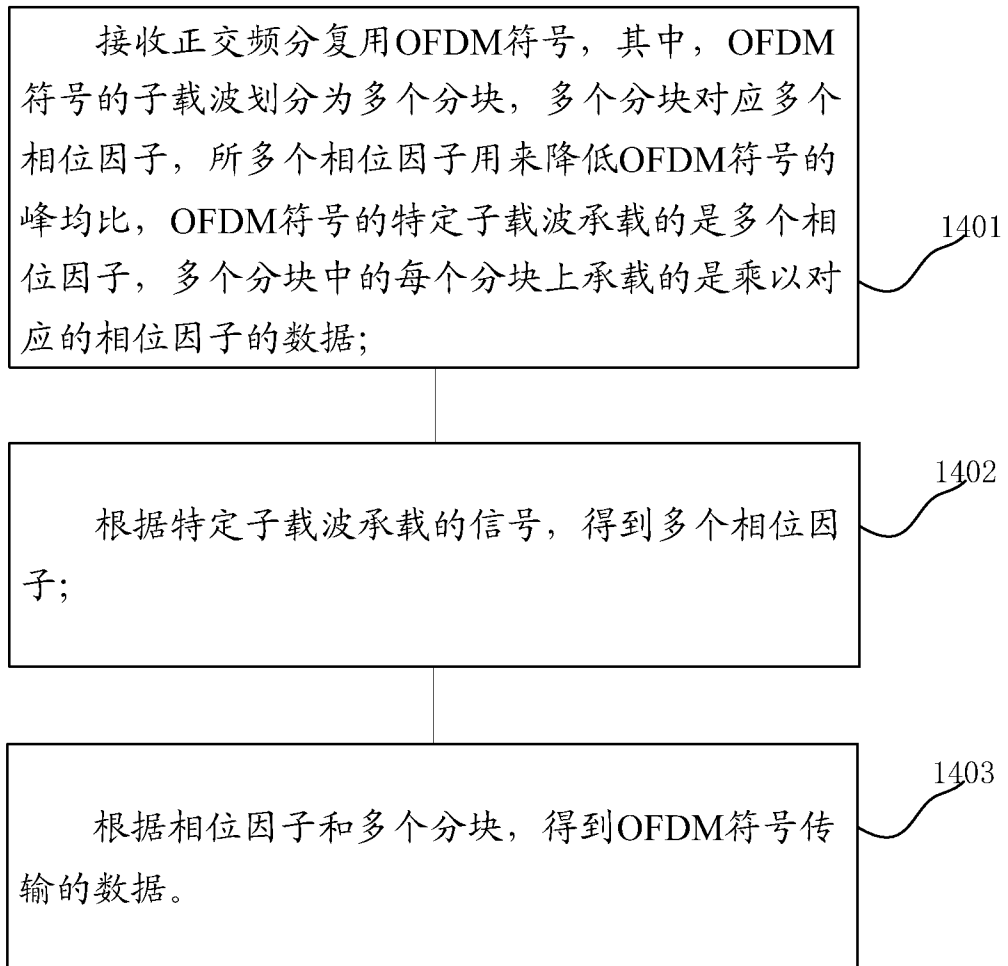 接收正交频分复用OFDM符号，其中，OFDM
符号的子载波划分为多个分块，多个分块对应多个
相位因子，所多个相位因子用来降低OFDM符号的
峰均比，OFDM符号的特定子载波承载的是多个相
位因子，多个分块中的每个分块上承载的是乘以对
应的相位因子的数据；
1401
根据特定子载波承载的信号，得到多个相位因
子；
1402
根据相位因子和多个分块，得到OFDM符号传
输的数据。
1403